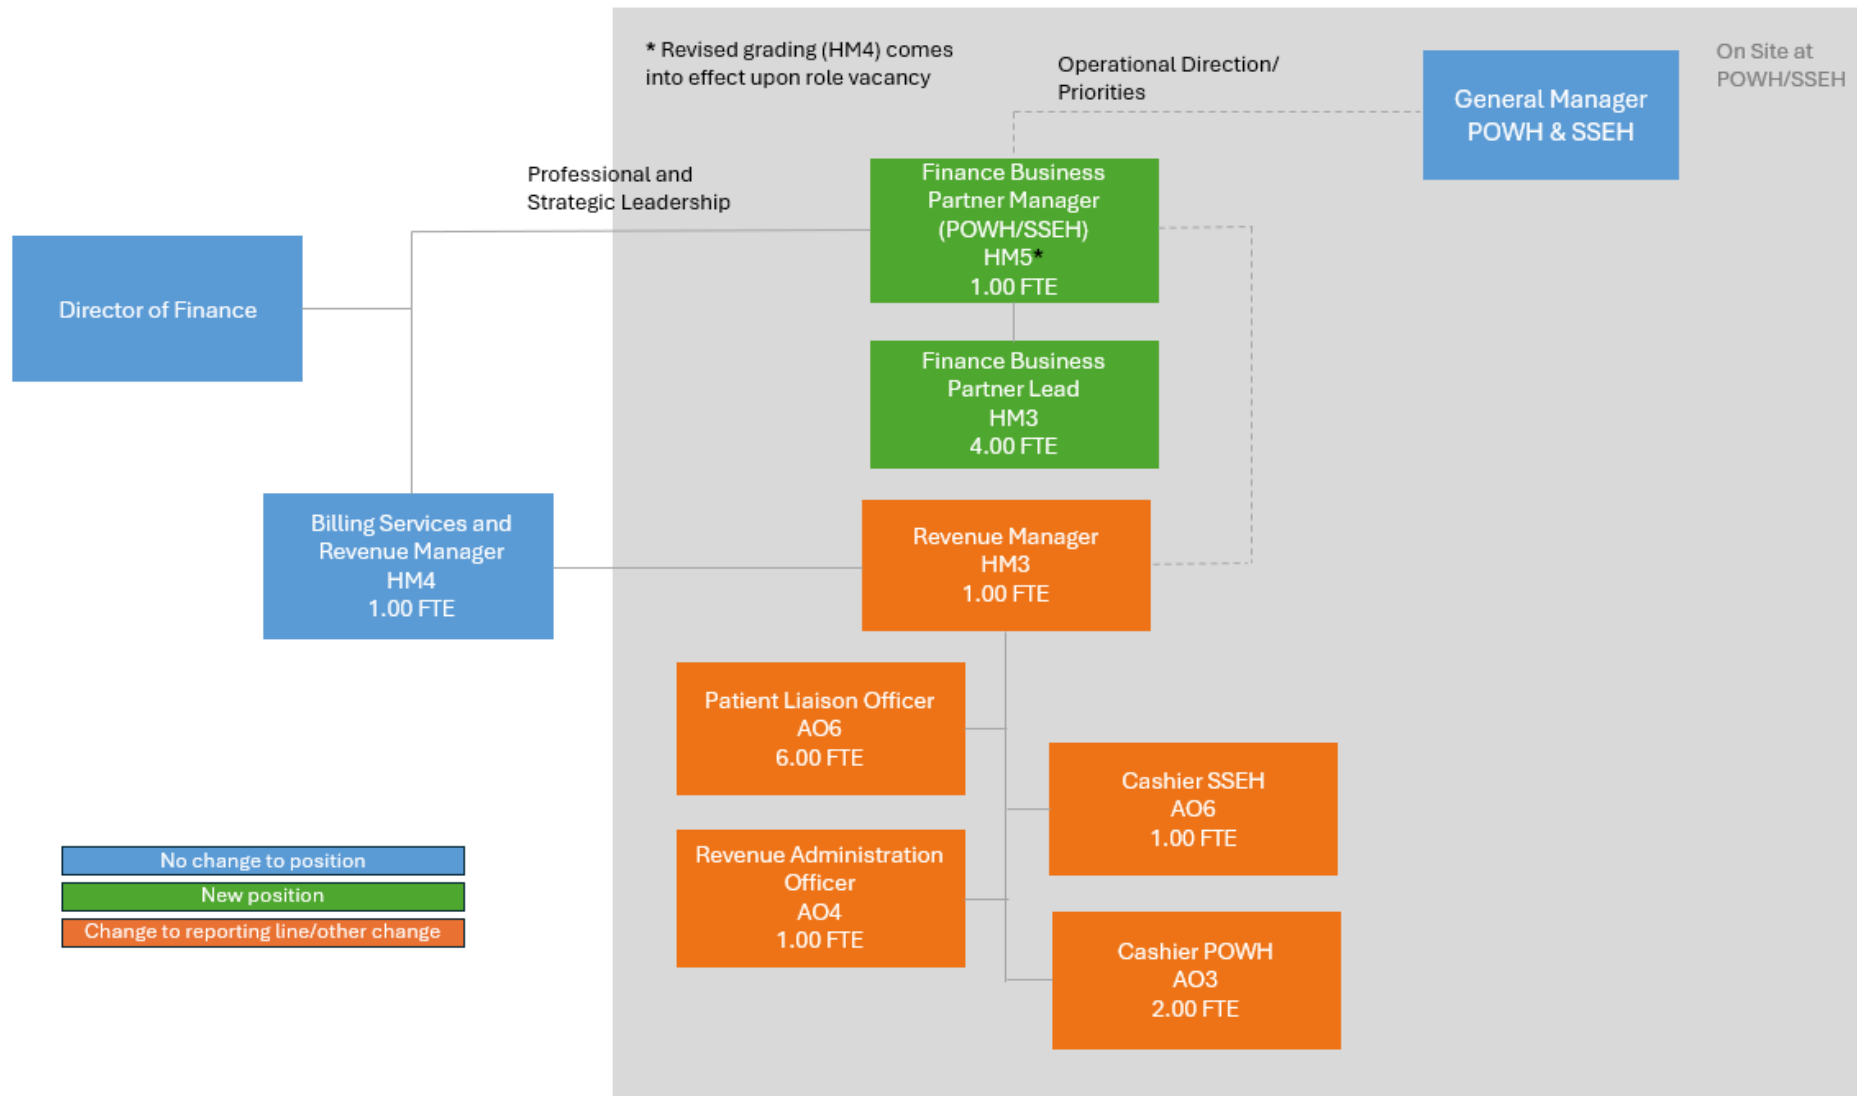 * Revised grading (HM4) comes
into effect upon role vacancy
Operational Direction/
Priorities
General Manager
POWH & SSEH
On Site at
POWH/SSEH
Professional and
Strategic Leadership
Finance Business
Partner Manager
(POWH/SSEH)
HM5*
1.00 FTE
Director of Finance
Finance Business
Partner Lead
HM3
4.00 FTE
Billing Services and
Revenue Manager
HM4
1.00 FTE
Revenue Manager
HM3
1.00 FTE
Patient Liaison Officer
AO6
6.00 FTE
Cashier SSEH
AO6
1.00 FTE
Revenue Administration
Officer
AO4
1.00 FTE
Cashier POWH
AO3
2.00 FTE
No change to position
New position
Change to reporting line/other change